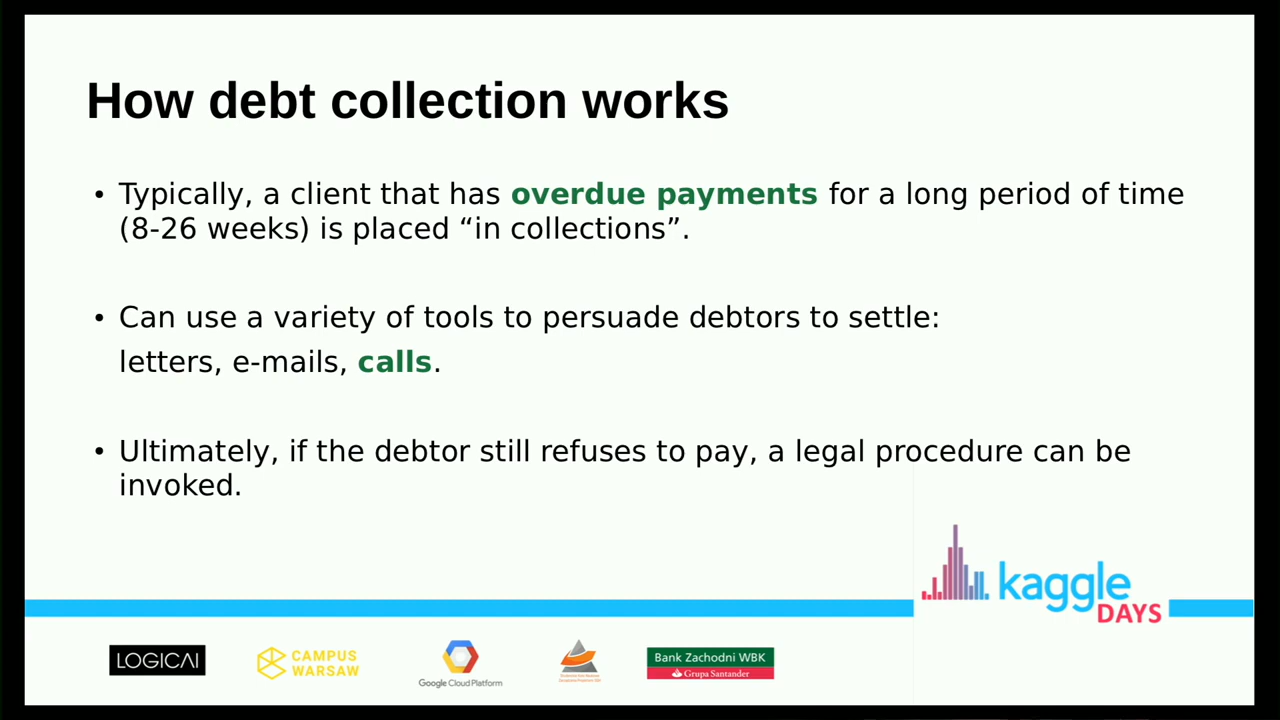 How debt collection works
• Typically, a client that has overdue payments for a long period of time
(8-26 weeks) is placed “in collections”.
• Can use a variety of tools to persuade debtors to settle:
letters, e-mails, calls.
• Ultimately, if the debtor still refuses to pay, a legal procedure can be
invoked.
kaggle
DAYS
LOGICAI
CAMPUS
WARSAW
Google Cloud Platform
Bank Zachodni WBK
Grupa Santander